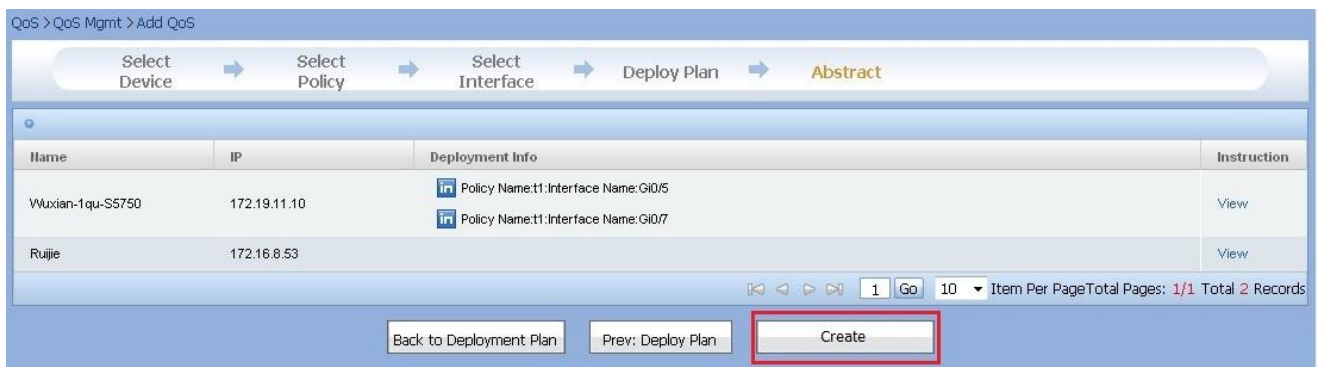 QoS >QoS Mgmt >Add QoS
Select Device
Select Policy
Select Interface
Deploy Plan
Abstract
Name IP Deployment Info Instruction
Wuxian-1qu-S5750 172.19.11.10 in Policy Name:t1:Interface Name:Gi0/5 View
in Policy Name:t1:Interface Name:Gi0/7
Ruijie 172.16.8.53 View
1 Go 10 Item Per PageTotal Pages: 1/1 Total 2 Records
Back to Deployment Plan Prev: Deploy Plan Create